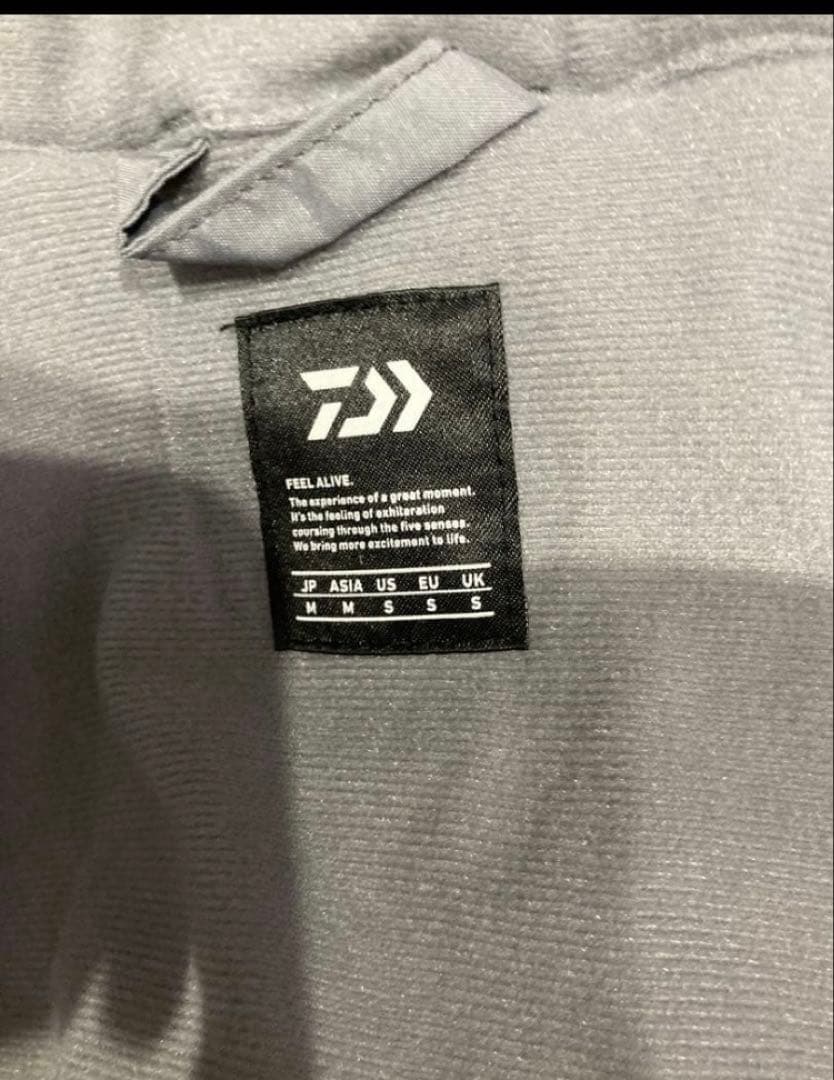 FEEL ALIVE.
The experience of a great moment.
It's the feeling of exhilaration
coursing through the five senses.
We bring more excitement to life.
JP ASIA US EU UK
M M S S S